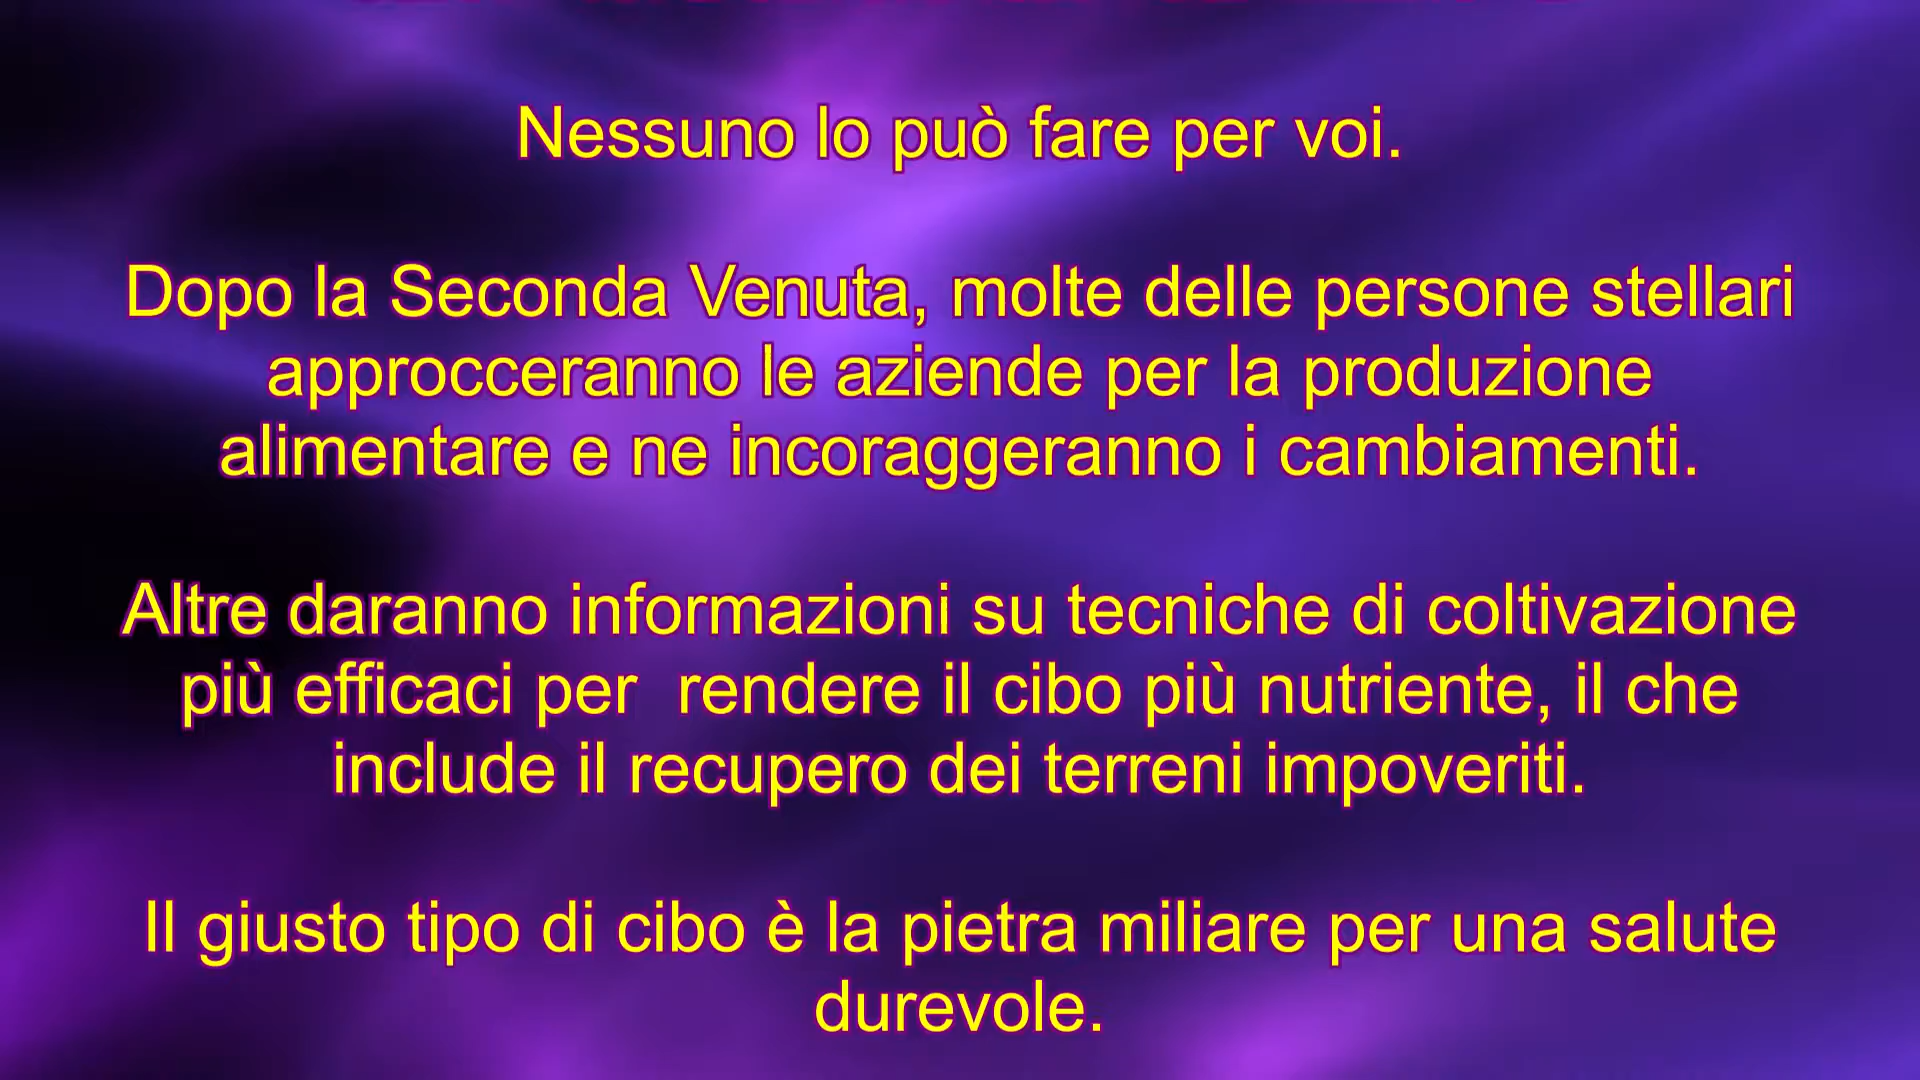 Nessuno lo può fare per voi.
Dopo la Seconda Venuta, molte delle persone stellari
approcceranno le aziende per la produzione
alimentare e ne incoraggeranno i cambiamenti.
Altre daranno informazioni su tecniche di coltivazione
più efficaci per  rendere il cibo più nutriente, il che
include il recupero dei terreni impoveriti.
Il giusto tipo di cibo è la pietra miliare per una salute
durevole.